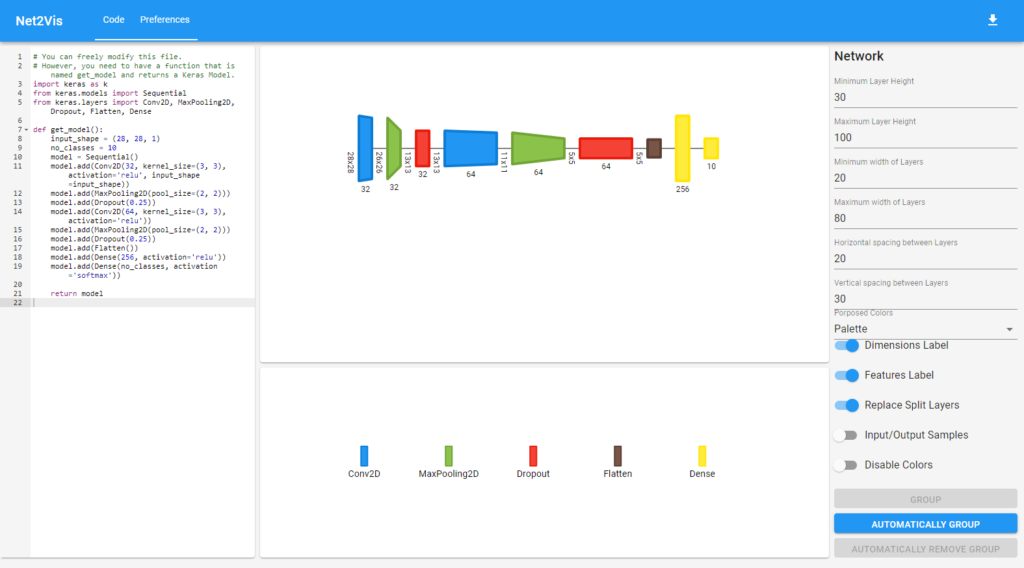 Net2Vis
Code
Preferences
1 # You can freely modify this file.
2 # However, you need to have a function that is
named get_model and returns a Keras Model.
3 import keras as k
4 from keras.models import Sequential
5 from keras.layers import Conv2D, MaxPooling2D,
Dropout, Flatten, Dense
6
7 def get_model():
8 input_shape = (28, 28, 1)
9 no_classes = 10
10 model = Sequential()
11 model.add(Conv2D(32, kernel_size=(3, 3),
activation='relu', input_shape
=input_shape))
12 model.add(MaxPooling2D(pool_size=(2, 2)))
13 model.add(Dropout(0.25))
14 model.add(Conv2D(64, kernel_size=(3, 3),
activation='relu'))
15 model.add(MaxPooling2D(pool_size=(2, 2)))
16 model.add(Dropout(0.25))
17 model.add(Flatten())
18 model.add(Dense(256, activation='relu'))
19 model.add(Dense(no_classes, activation
='softmax'))
20
21 return model
22
28x28
32
26x26
32
13x13
32
13x13
64
11x11
64
5x5
64
5x5
256
10
Conv2D
MaxPooling2D
Dropout
Flatten
Dense
Network
Minimum Layer Height
30
Maximum Layer Height
100
Minimum width of Layers
20
Maximum width of Layers
80
Horizontal spacing between Layers
20
Vertical spacing between Layers
30
Porposed Colors
Palette
Dimensions Label
Features Label
Replace Split Layers
Input/Output Samples
Disable Colors
GROUP
AUTOMATICALLY GROUP
AUTOMATICALLY REMOVE GROUP